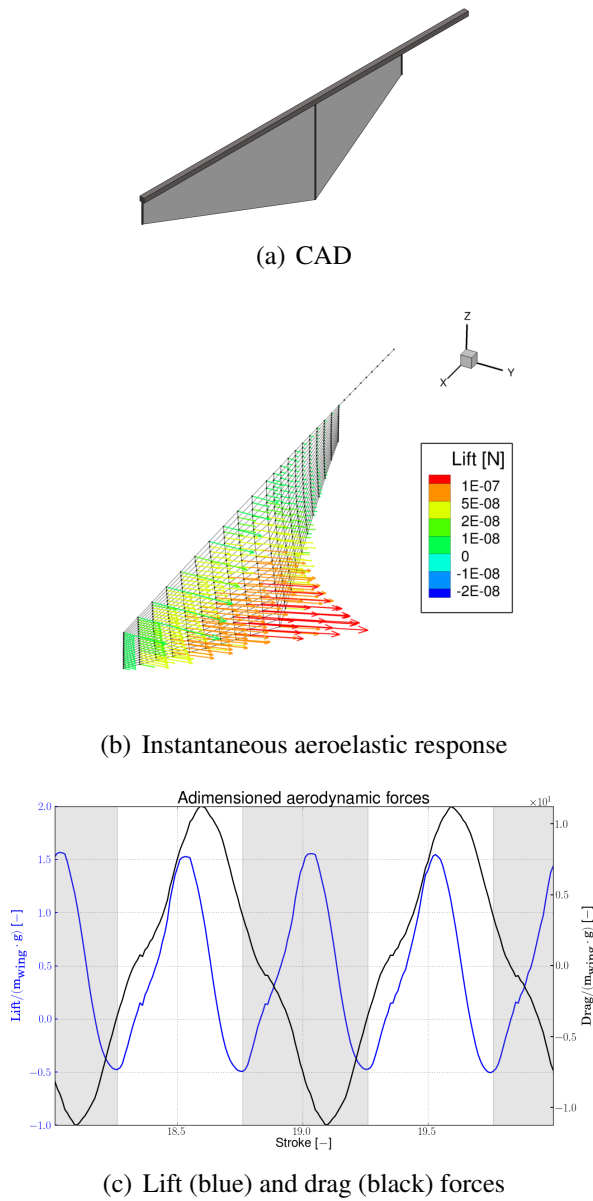 (a) CAD
Z
X
Y
Lift [N]
1E-07
5E-08
2E-08
1E-08
0
-1E-08
-2E-08
(b) Instantaneous aeroelastic response
Adimensioned aerodynamic forces
×10¹
2.0
1.5
1.0
0.5
0.0
−0.5
−1.0
Lift/(m_wing · g) [−]
1.0
0.5
0.0
−0.5
−1.0
Drag/(m_wing · g) [−]
18.5
19.0
19.5
Stroke [−]
(c) Lift (blue) and drag (black) forces